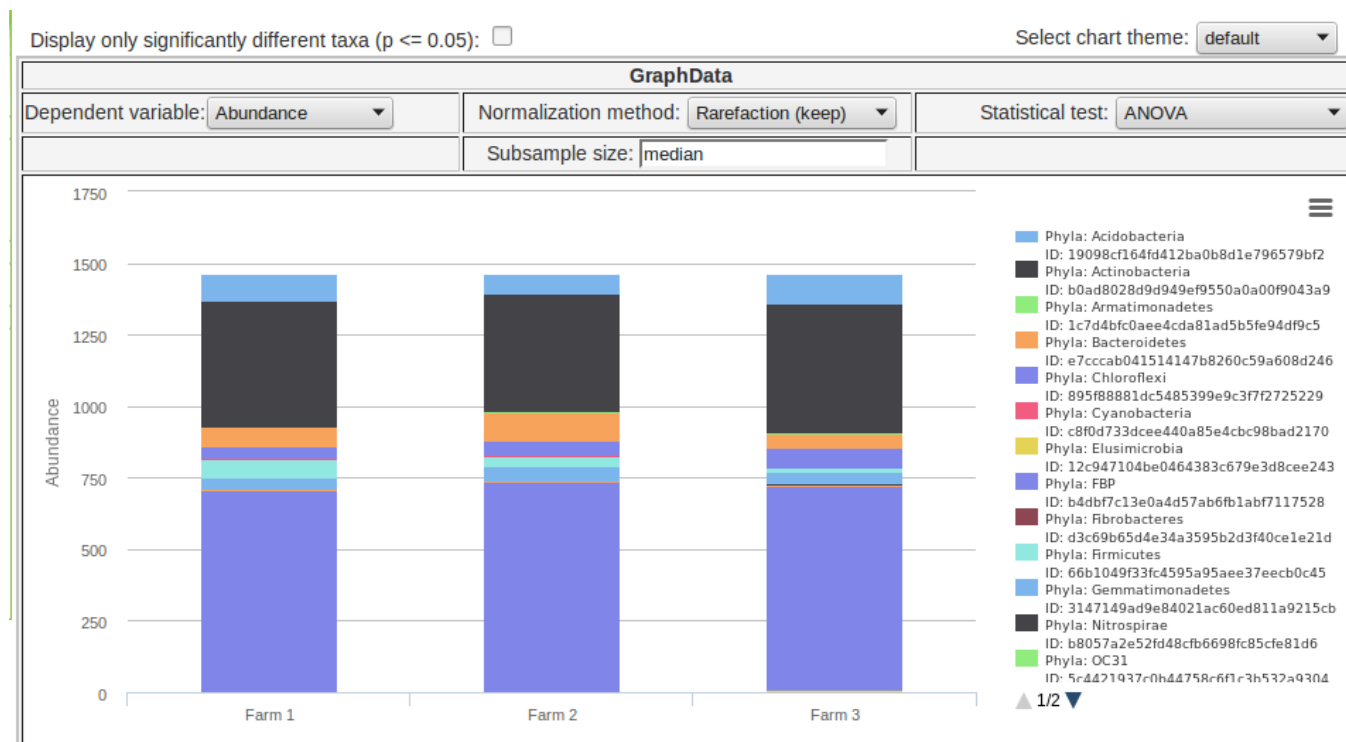 Display only significantly different taxa (p <= 0.05):
Select chart theme: default
GraphData
Dependent variable: Abundance
Normalization method: Rarefaction (keep)
Statistical test: ANOVA
Subsample size: median
1750
1500
1250
1000
750
500
250
0
Abundance
Farm 1
Farm 2
Farm 3
Phyla: Acidobacteria
ID: 19098cf164fd412ba0b8d1e796579bf2
Phyla: Actinobacteria
ID: b0ad8028d9d949ef9550a0a00f9043a9
Phyla: Armatimonadetes
ID: 1c7d4bfc0aee4cda81ad5b5fe94df9c5
Phyla: Bacteroidetes
ID: e7cccab041514147b8260c59a608d246
Phyla: Chloroflexi
ID: 895f88881dc5485399e9c3f7f2725229
Phyla: Cyanobacteria
ID: c8f0d733dcee440a85e4cbc98bad2170
Phyla: Elusimicrobia
ID: 12c947104be0464383c679e3d8cee243
Phyla: FBP
ID: b4dbf7c13e0a4d57ab6fb1abf7117528
Phyla: Fibrobacteres
ID: d3c69b65d4e34a3595b2d3f40ce1e21d
Phyla: Firmicutes
ID: 66b1049f33fc4595a95aee37eecb0c45
Phyla: Gemmatimonadetes
ID: 3147149ad9e84021ac60ed811a9215cb
Phyla: Nitrospirae
ID: b8057a2e52fd48cfb6698fc85cfe81d6
Phyla: OC31
ID: 5c4421937c0b44758c6f1c3b532a9304
1/2